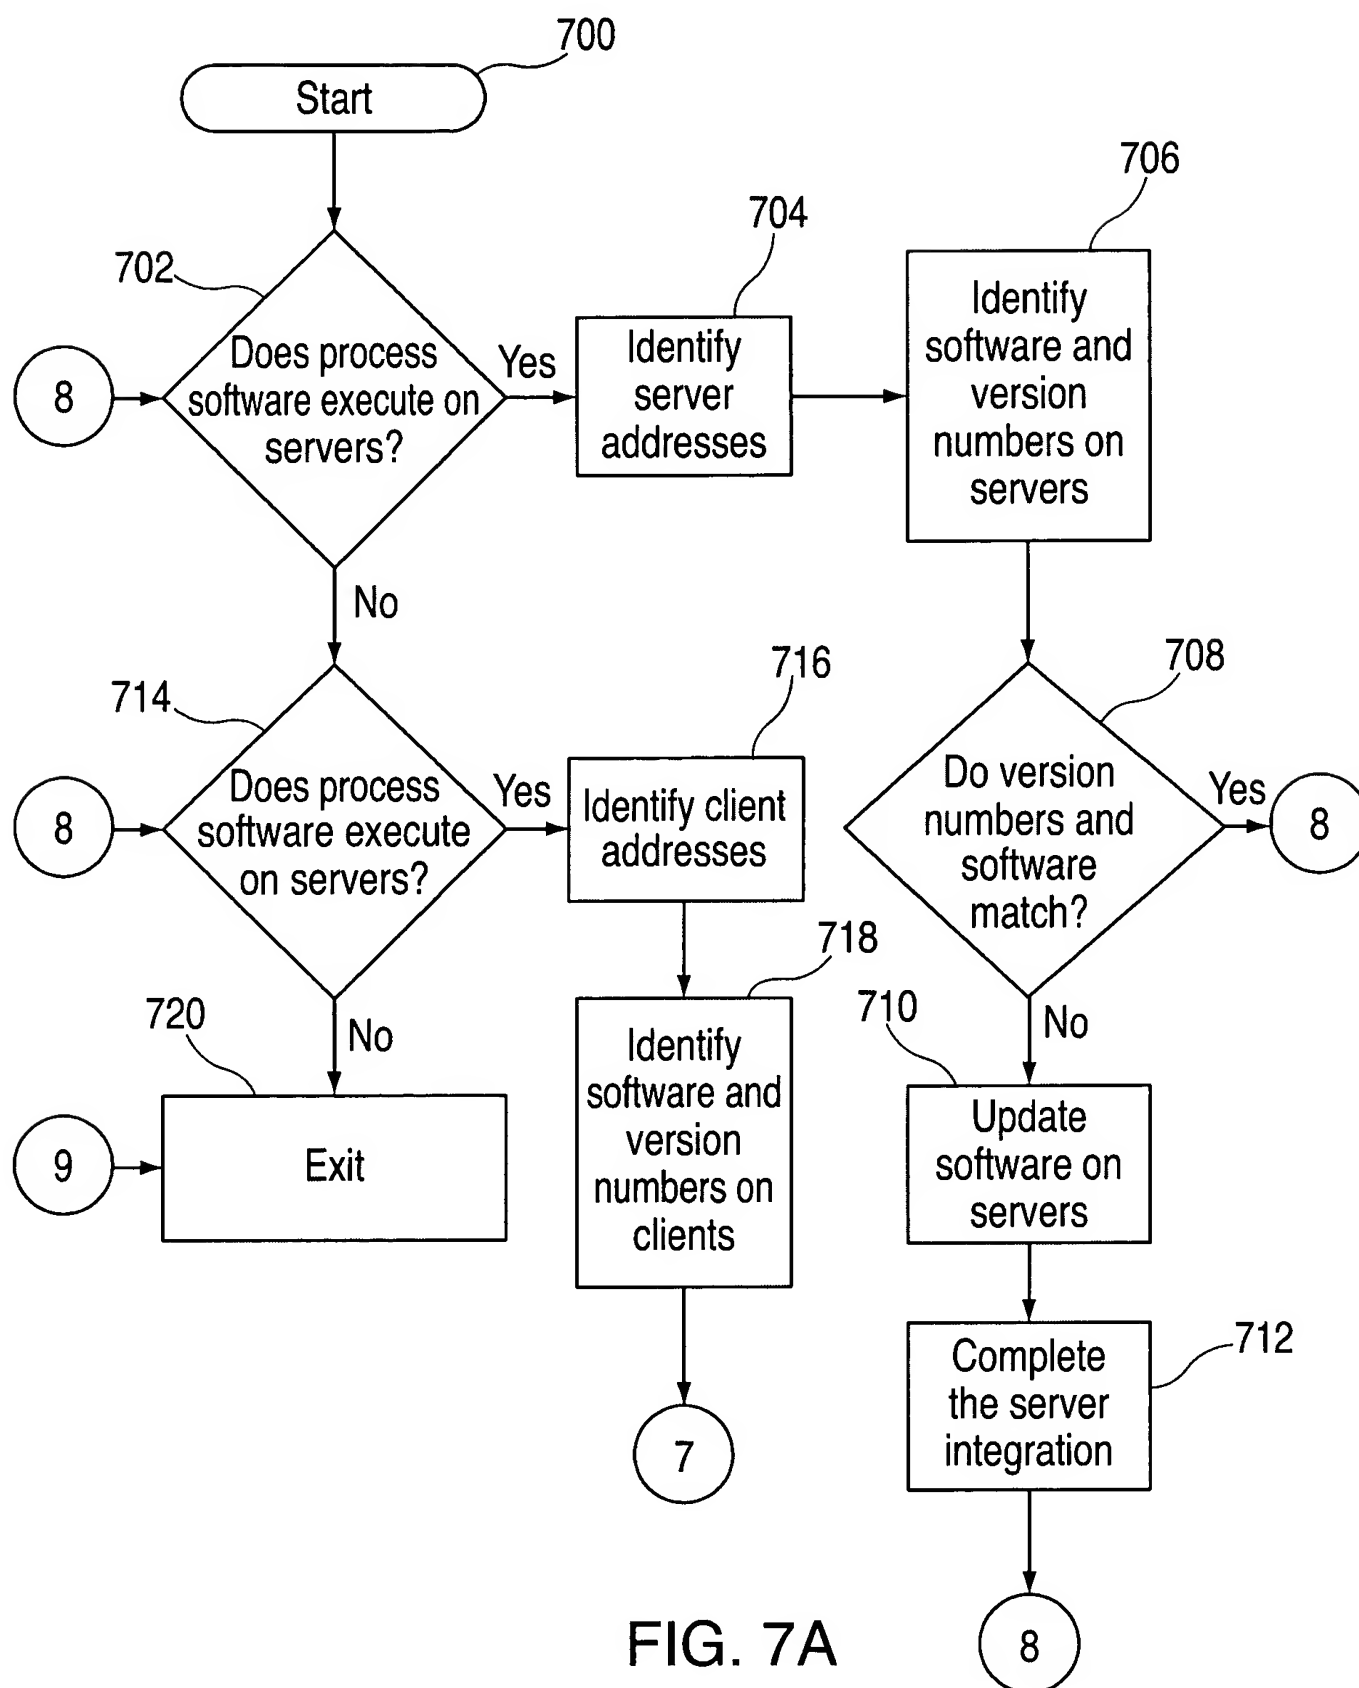 700
Start
706
704
702
Identify
software and
version
numbers on
servers
Identify
server
addresses
Does process
software execute on
servers?
Yes
8
No
716
708
714
Does process
software execute
on servers?
Yes
8
Identify client
addresses
Do version
numbers and
software
match?
Yes
8
718
710
720
No
No
Identify
software and
version
numbers on
clients
Update
software on
servers
9
Exit
712
Complete
the server
integration
7
8
FIG. 7A